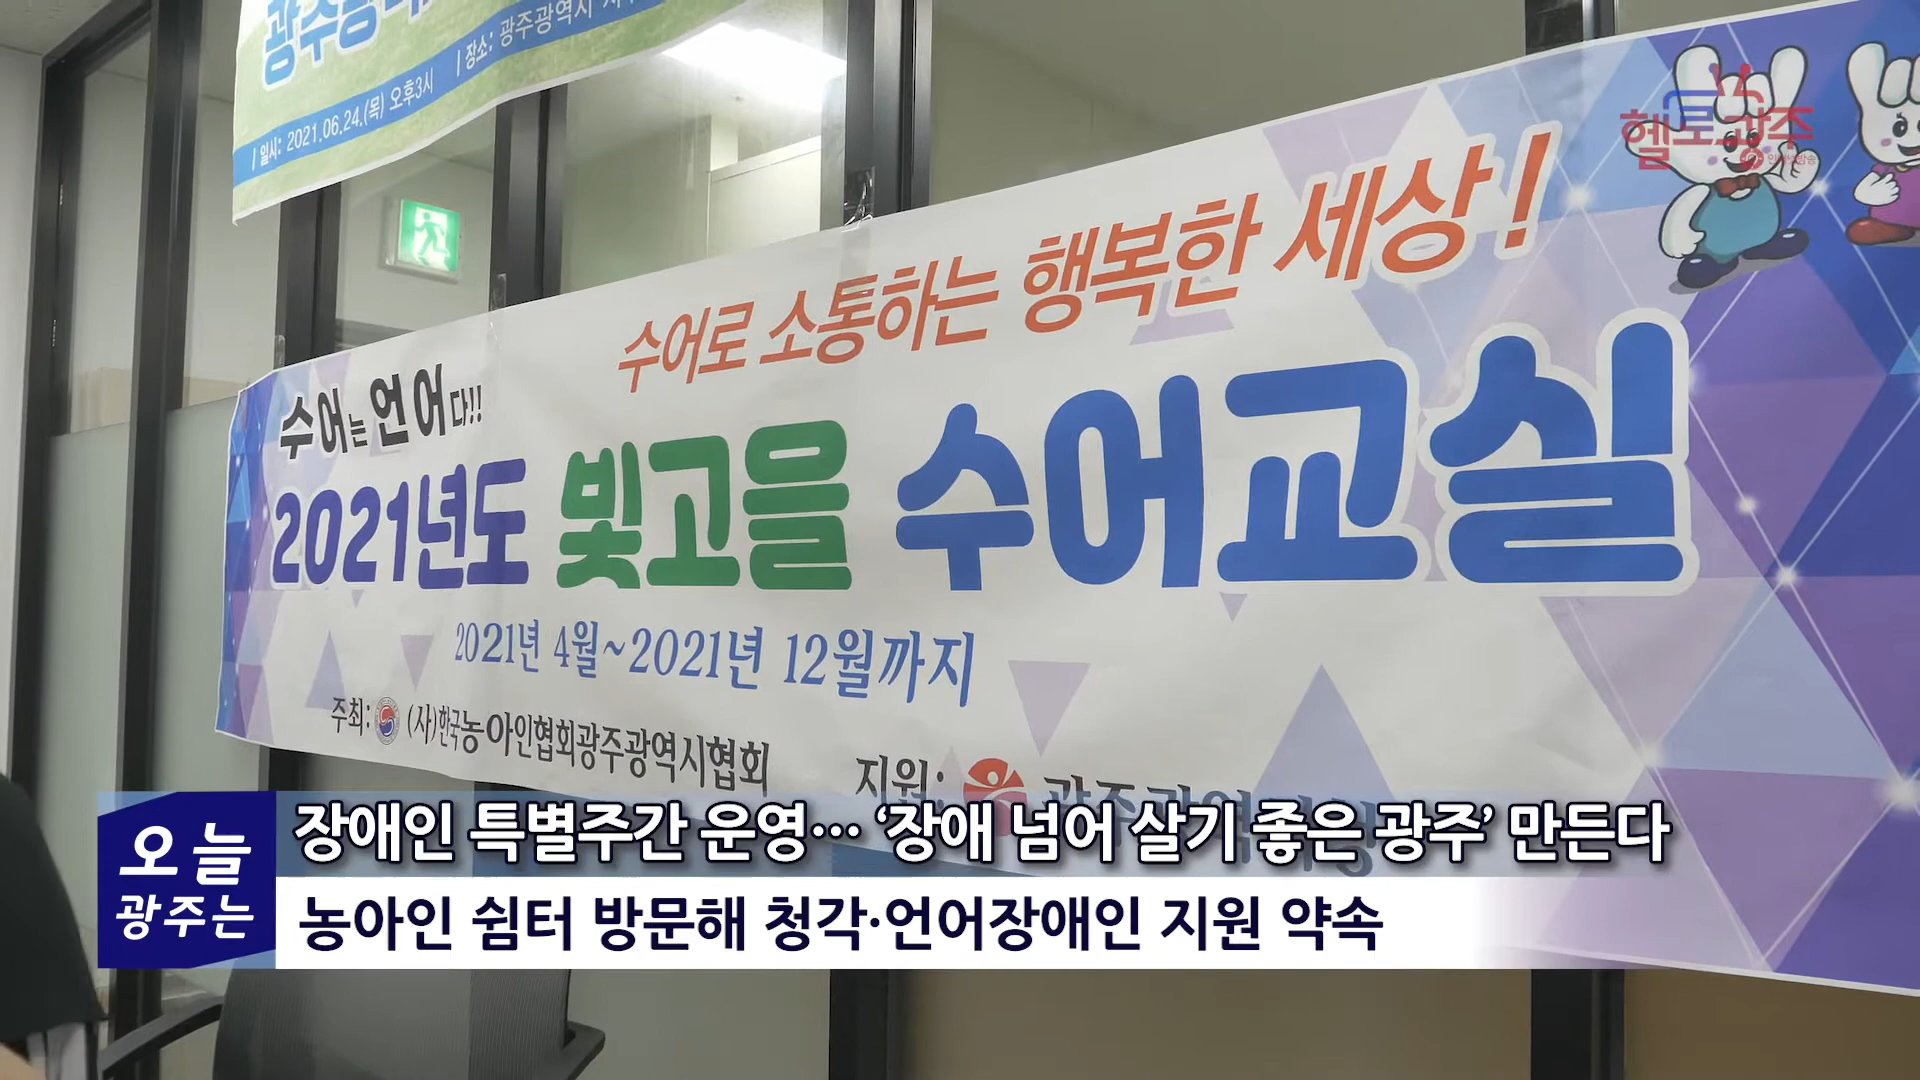 일시: 2021.06.24.(목) 오후3시
장소: 광주광역시
헬로광주
수어로 소통하는 행복한 세상!
수어는 언어다!!
2021년도 빛고을 수어교실
2021년 4월~2021년 12월까지
주최: (사)한국농아인협회광주광역시협회
지원:
오늘
광주는
장애인 특별주간 운영… ‘장애 넘어 살기 좋은 광주’ 만든다
농아인 쉼터 방문해 청각·언어장애인 지원 약속